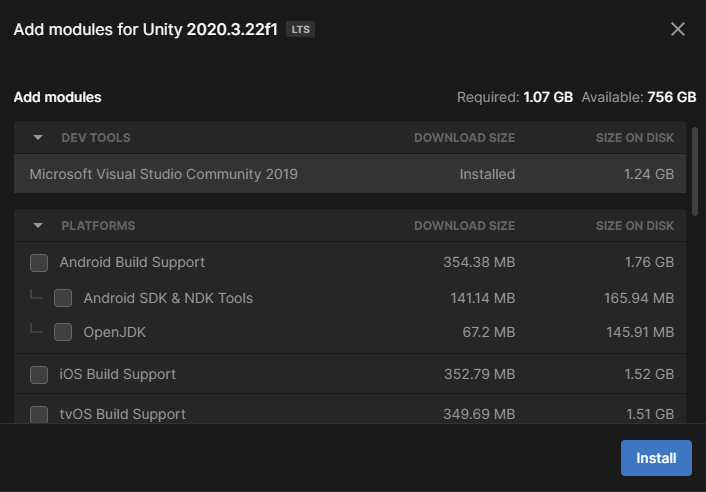 Add modules for Unity 2020.3.22f1 LTS
Add modules Required: 1.07 GB Available: 756 GB
DEV TOOLS DOWNLOAD SIZE SIZE ON DISK
Microsoft Visual Studio Community 2019 Installed 1.24 GB
PLATFORMS DOWNLOAD SIZE SIZE ON DISK
Android Build Support 354.38 MB 1.76 GB
Android SDK & NDK Tools 141.14 MB 165.94 MB
OpenJDK 67.2 MB 145.91 MB
iOS Build Support 352.79 MB 1.52 GB
tvOS Build Support 349.69 MB 1.51 GB
Install